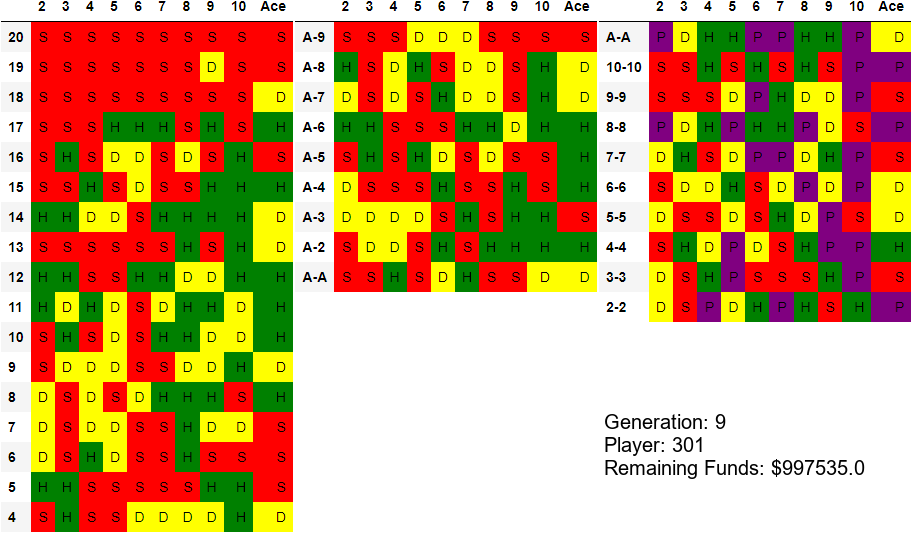 2 3 4 5 6 7 8 9 10 Ace
20 S S S S S S S S S S
19 S S S S S S S D S S
18 S S S S S S S S S D
17 S S S H H H S H S H
16 S H S D D S D S H S
15 S S H S D S S H H H
14 H H D D S H H H H D
13 S S S S S S H S H D
12 H H S S H H D D H H
11 H D H D S D H H D H
10 S H S D S H H D D H
9 S D D D S S D D H D
8 D S D S D H H H S H
7 D S D D S S H D D S
6 D S H D S S H S S S
5 H H S S S S S H H S
4 S H S S D D D D H D
2 3 4 5 6 7 8 9 10 Ace
A-9 S S S D D D S S S S
A-8 H S D H S D D S H D
A-7 D S D S H D D S H D
A-6 H H S S S H H D H H
A-5 S H S H D S D S S H
A-4 D S S S H S S H S H
A-3 D D D D S H S H H S
A-2 S D D S H S H H H H
A-A S S H S D H S S D D
2 3 4 5 6 7 8 9 10 Ace
A-A P D H H P P H H P D
10-10 S S H S H S H S P P
9-9 S S S D P H D D P S
8-8 P D H P H H P D S P
7-7 D H S D P P D H P S
6-6 S D D H S D P D P D
5-5 D S S D S H D P S D
4-4 S H D P D S H P P H
3-3 D S H P S S S H P S
2-2 D S P D H P H S H P
Generation: 9
Player: 301
Remaining Funds: $997535.0